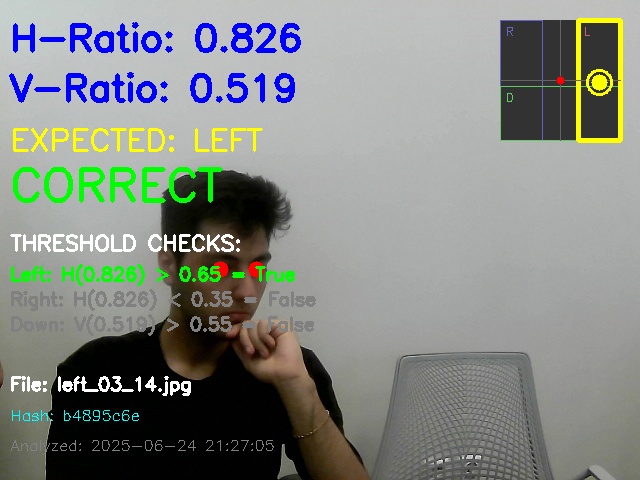 H-Ratio: 0.826
V-Ratio: 0.519
EXPECTED: LEFT
CORRECT
THRESHOLD CHECKS:
Left: H(0.826) > 0.65 = True
Right: H(0.826) < 0.35 = False
Down: V(0.519) > 0.55 = False
File: left_03_14.jpg
Hash: b4895c6e
Analyzed: 2025-06-24 21:27:05
R
L
D